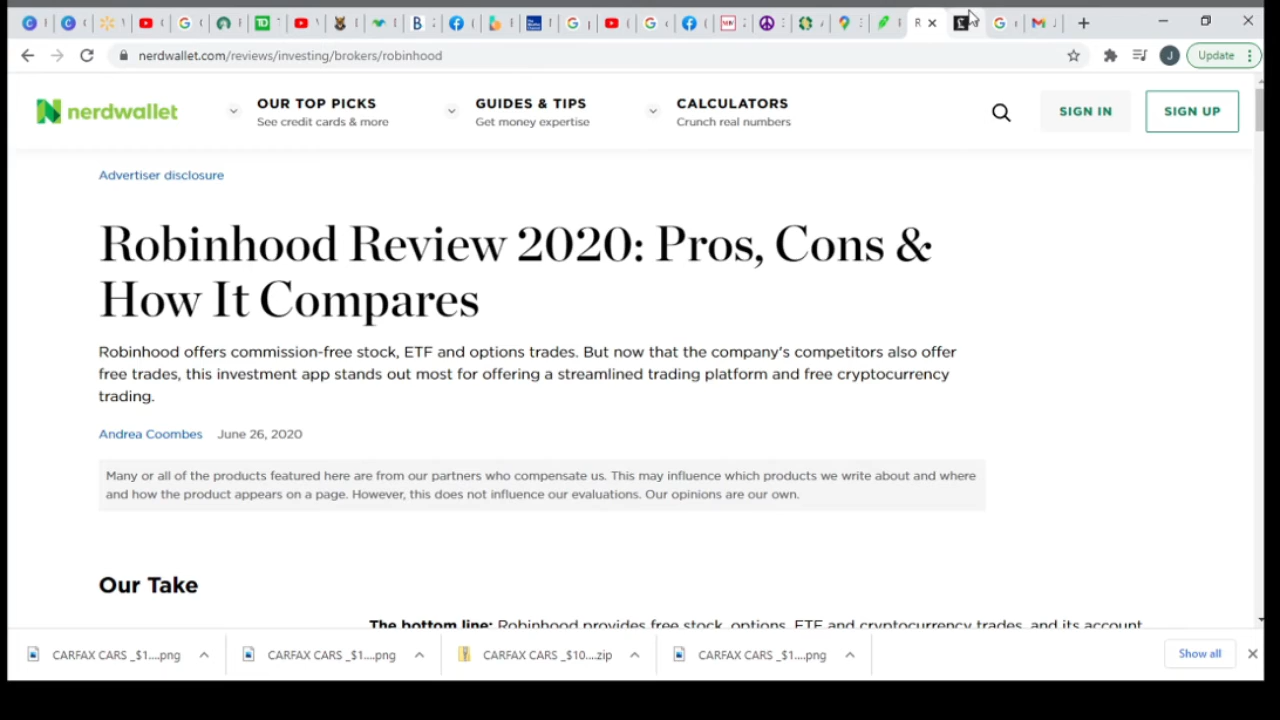 nerdwallet.com/reviews/investing/brokers/robinhood
J
Update
nerdwallet
OUR TOP PICKS
See credit cards & more
GUIDES & TIPS
Get money expertise
CALCULATORS
Crunch real numbers
SIGN IN
SIGN UP
Advertiser disclosure
Robinhood Review 2020: Pros, Cons &
How It Compares
Robinhood offers commission-free stock, ETF and options trades. But now that the company's competitors also offer
free trades, this investment app stands out most for offering a streamlined trading platform and free cryptocurrency
trading.
Andrea Coombes June 26, 2020
Many or all of the products featured here are from our partners who compensate us. This may influence which products we write about and where
and how the product appears on a page. However, this does not influence our evaluations. Our opinions are our own.
Our Take
The bottom line: Robinhood provides free stock, options, ETF and cryptocurrency trades, and its account
CARFAX CARS _$1....png
CARFAX CARS _$1....png
CARFAX CARS _$10....zip
CARFAX CARS _$1....png
Show all